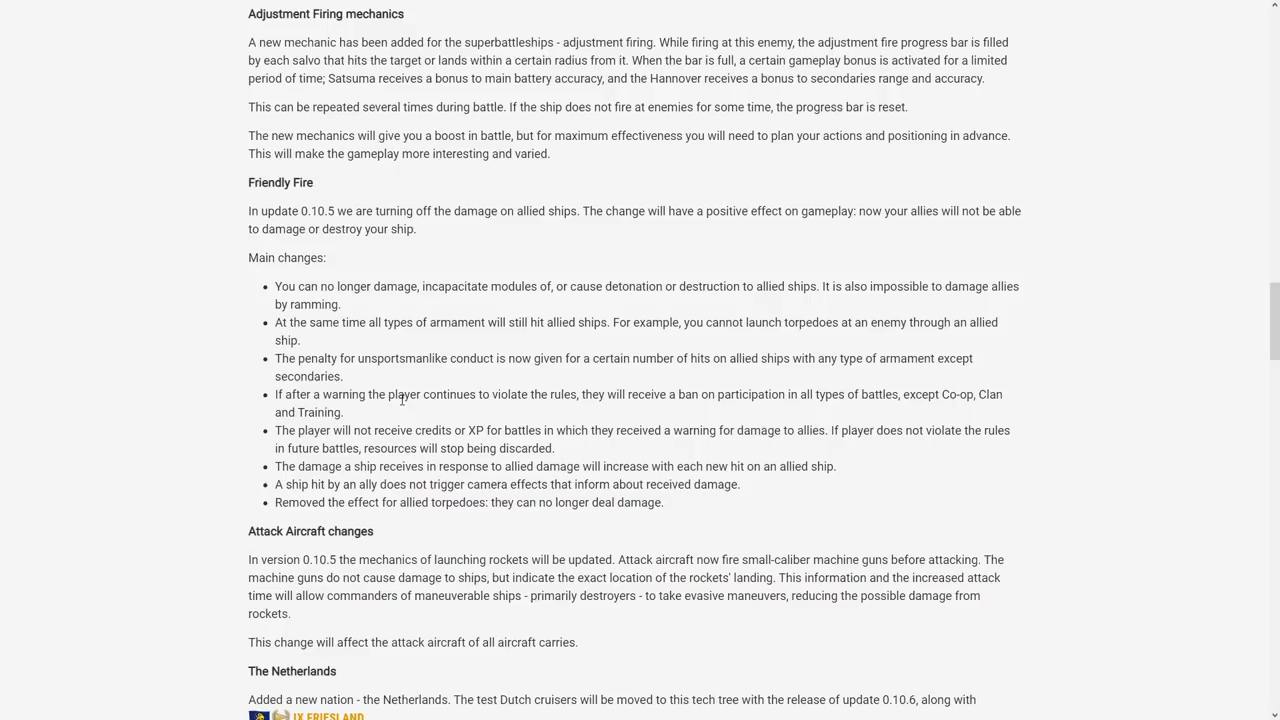 Adjustment Firing mechanics
A new mechanic has been added for the superbattleships - adjustment firing. While firing at this enemy, the adjustment fire progress bar is filled
by each salvo that hits the target or lands within a certain radius from it. When the bar is full, a certain gameplay bonus is activated for a limited
period of time; Satsuma receives a bonus to main battery accuracy, and the Hannover receives a bonus to secondaries range and accuracy.
This can be repeated several times during battle. If the ship does not fire at enemies for some time, the progress bar is reset.
The new mechanics will give you a boost in battle, but for maximum effectiveness you will need to plan your actions and positioning in advance.
This will make the gameplay more interesting and varied.
Friendly Fire
In update 0.10.5 we are turning off the damage on allied ships. The change will have a positive effect on gameplay: now your allies will not be able
to damage or destroy your ship.
Main changes:
• You can no longer damage, incapacitate modules of, or cause detonation or destruction to allied ships. It is also impossible to damage allies
by ramming.
• At the same time all types of armament will still hit allied ships. For example, you cannot launch torpedoes at an enemy through an allied
ship.
• The penalty for unsportsmanlike conduct is now given for a certain number of hits on allied ships with any type of armament except
secondaries.
• If after a warning the player continues to violate the rules, they will receive a ban on participation in all types of battles, except Co-op, Clan
and Training.
• The player will not receive credits or XP for battles in which they received a warning for damage to allies. If player does not violate the rules
in future battles, resources will stop being discarded.
• The damage a ship receives in response to allied damage will increase with each new hit on an allied ship.
• A ship hit by an ally does not trigger camera effects that inform about received damage.
• Removed the effect for allied torpedoes: they can no longer deal damage.
Attack Aircraft changes
In version 0.10.5 the mechanics of launching rockets will be updated. Attack aircraft now fire small-caliber machine guns before attacking. The
machine guns do not cause damage to ships, but indicate the exact location of the rockets' landing. This information and the increased attack
time will allow commanders of maneuverable ships - primarily destroyers - to take evasive maneuvers, reducing the possible damage from
rockets.
This change will affect the attack aircraft of all aircraft carries.
The Netherlands
Added a new nation - the Netherlands. The test Dutch cruisers will be moved to this tech tree with the release of update 0.10.6, along with
IX FRIESLAND